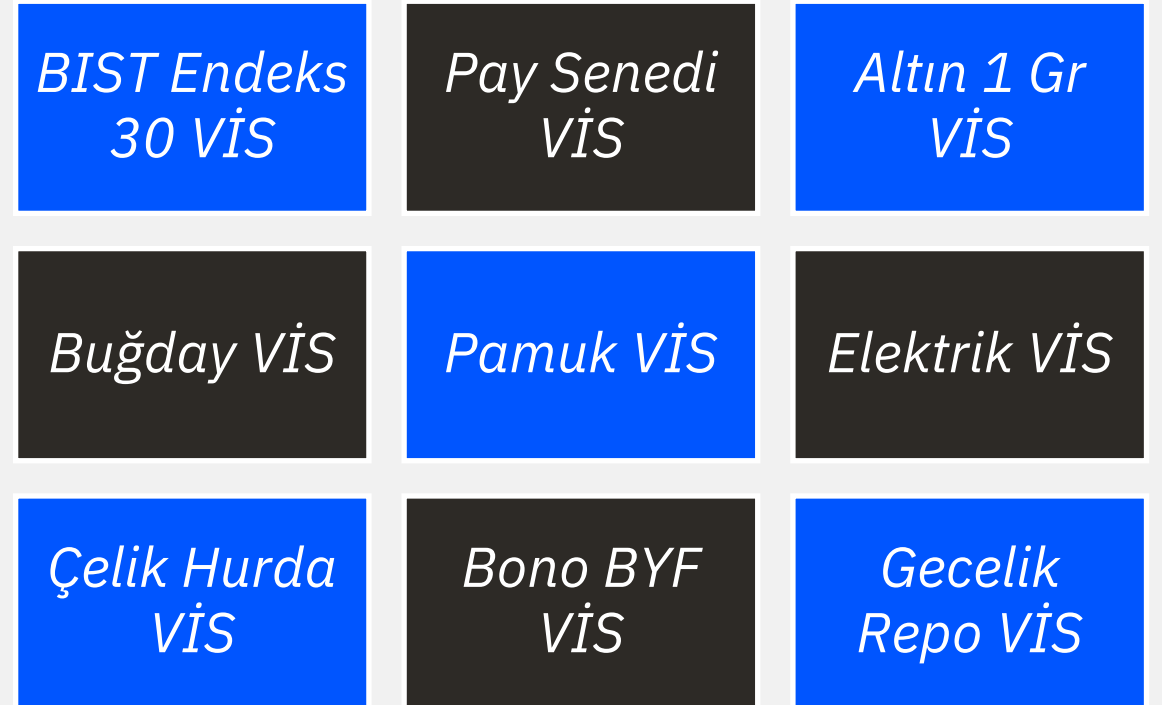 BIST Endeks
30 VİS
Pay Senedi
VİS
Altın 1 Gr
VİS
Buğday VİS
Pamuk VİS
Elektrik VİS
Çelik Hurda
VİS
Bono BYF
VİS
Gecelik
Repo VİS